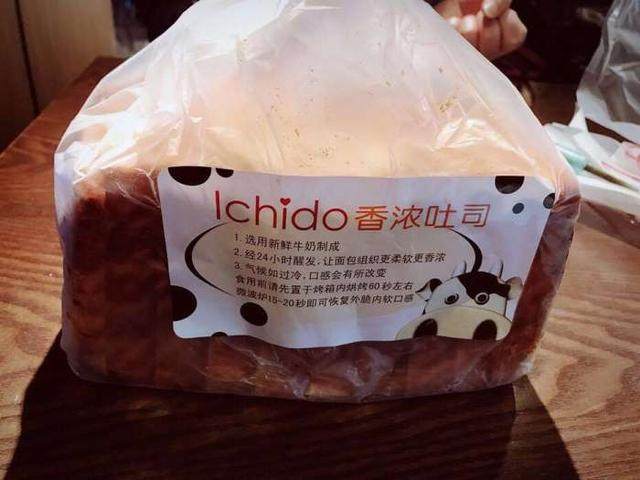 Ichido香浓吐司
1. 选用新鲜牛奶制成
2. 经24小时醒发，让面包组织更柔软更香浓
3. 气候如过冷，口感会有所改变
食用前请先置于烤箱内烘烤60秒左右
微波炉15-20秒即可恢复外脆内软口感